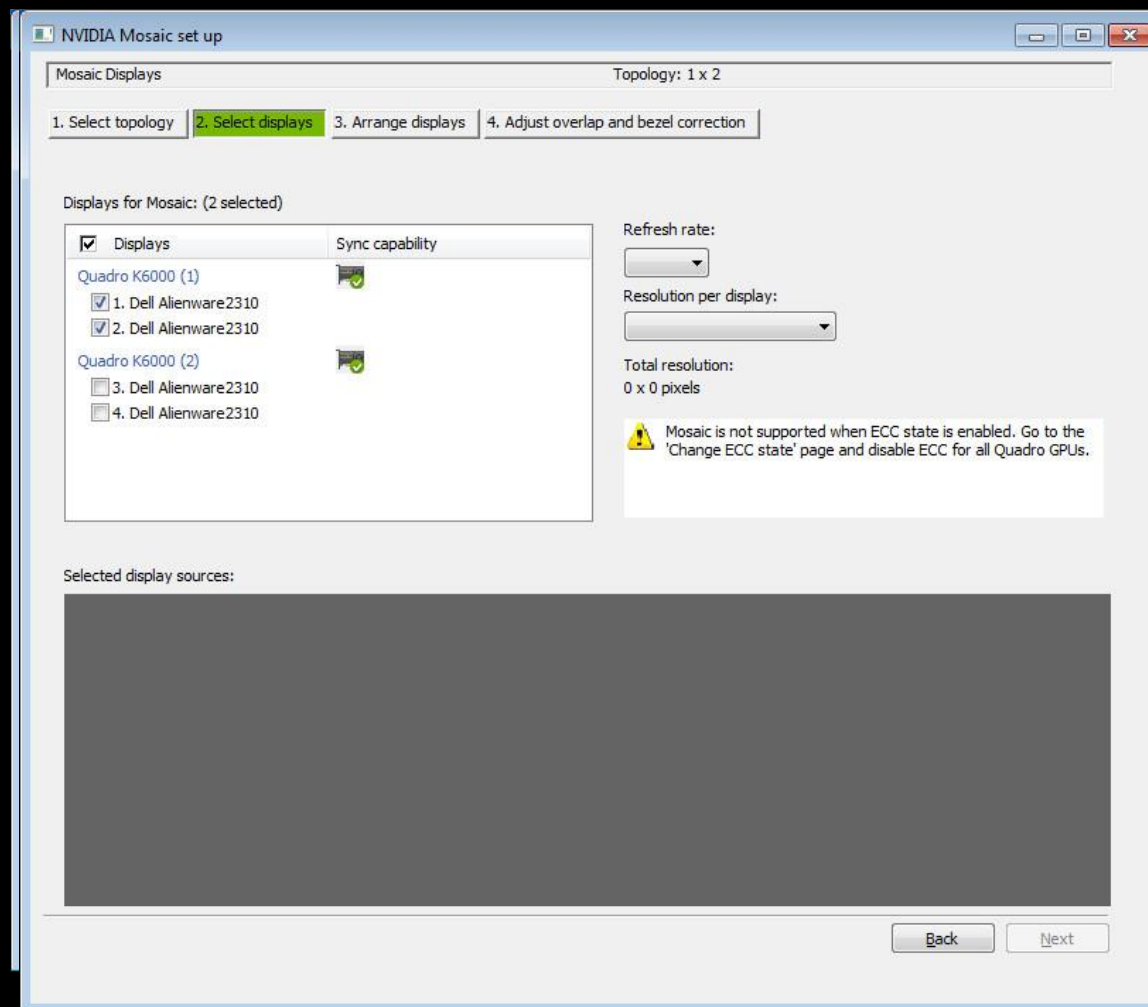 NVIDIA Mosaic set up
Mosaic Displays Topology: 1 x 2
1. Select topology 2. Select displays 3. Arrange displays 4. Adjust overlap and bezel correction
Displays for Mosaic: (2 selected)
Displays Sync capability
Quadro K6000 (1)
1. Dell Alienware2310
2. Dell Alienware2310
Quadro K6000 (2)
3. Dell Alienware2310
4. Dell Alienware2310
Refresh rate:
Resolution per display:
Total resolution:
0 x 0 pixels
Mosaic is not supported when ECC state is enabled. Go to the
'Change ECC state' page and disable ECC for all Quadro GPUs.
Selected display sources:
Back Next